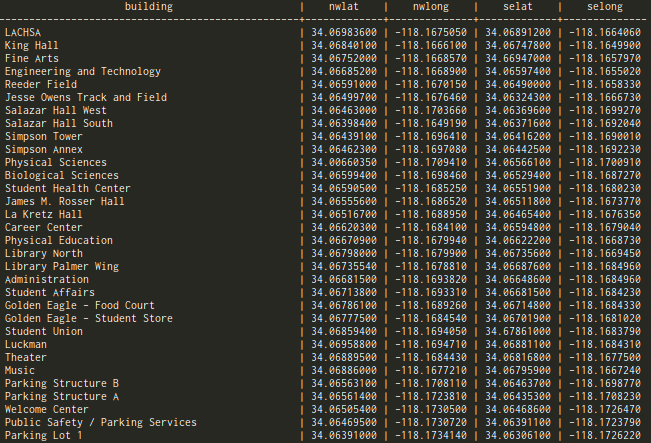 building | nwlat | nwlong | selat | selong
LACHSA | 34.06983600 | -118.1675050 | 34.06891200 | -118.1664060
King Hall | 34.06840100 | -118.1666100 | 34.06747800 | -118.1649900
Fine Arts | 34.06752000 | -118.1668570 | 34.06947000 | -118.1657970
Engineering and Technology | 34.06685200 | -118.1668900 | 34.06597400 | -118.1655020
Reeder Field | 34.06591000 | -118.1670150 | 34.06490000 | -118.1658330
Jesse Owens Track and Field | 34.06499700 | -118.1676460 | 34.06324300 | -118.1666730
Salazar Hall West | 34.06463000 | -118.1703660 | 34.06369600 | -118.1699270
Salazar Hall South | 34.06398400 | -118.1649190 | 34.06371600 | -118.1692040
Simpson Tower | 34.06439100 | -118.1696410 | 34.06416200 | -118.1690010
Simpson Annex | 34.06462300 | -118.1697080 | 34.06442500 | -118.1692230
Physical Sciences | 34.00660350 | -118.1709410 | 34.06566100 | -118.1700910
Biological Sciences | 34.06599400 | -118.1698460 | 34.06529400 | -118.1687270
Student Health Center | 34.06590500 | -118.1685250 | 34.06551900 | -118.1680230
James M. Rosser Hall | 34.06555600 | -118.1686520 | 34.06511800 | -118.1673770
La Kretz Hall | 34.06516700 | -118.1688950 | 34.06465400 | -118.1676350
Career Center | 34.06620300 | -118.1684100 | 34.06594800 | -118.1679040
Physical Education | 34.06670900 | -118.1679940 | 34.06622200 | -118.1668730
Library North | 34.06798000 | -118.1679900 | 34.06735600 | -118.1669450
Library Palmer Wing | 34.06735540 | -118.1678810 | 34.06687600 | -118.1684960
Administration | 34.06681500 | -118.1693820 | 34.06648600 | -118.1684960
Student Affairs | 34.06713800 | -118.1693310 | 34.06681500 | -118.1684230
Golden Eagle - Food Court | 34.06786100 | -118.1689260 | 34.06714800 | -118.1684330
Golden Eagle - Student Store | 34.06777500 | -118.1684540 | 34.06701900 | -118.1681020
Student Union | 34.06859400 | -118.1694050 | 34.67861000 | -118.1683790
Luckman | 34.06958800 | -118.1694710 | 34.06881100 | -118.1684310
Theater | 34.06889500 | -118.1684430 | 34.06816800 | -118.1677500
Music | 34.06886000 | -118.1677210 | 34.06795900 | -118.1667240
Parking Structure B | 34.06563100 | -118.1708110 | 34.06463700 | -118.1698770
Parking Structure A | 34.06561400 | -118.1723810 | 34.06435300 | -118.1708230
Welcome Center | 34.06505400 | -118.1730500 | 34.06468600 | -118.1726470
Public Safety / Parking Services | 34.06469500 | -118.1730720 | 34.06391100 | -118.1723790
Parking Lot 1 | 34.06391000 | -118.1734140 | 34.06306100 | -118.1726220